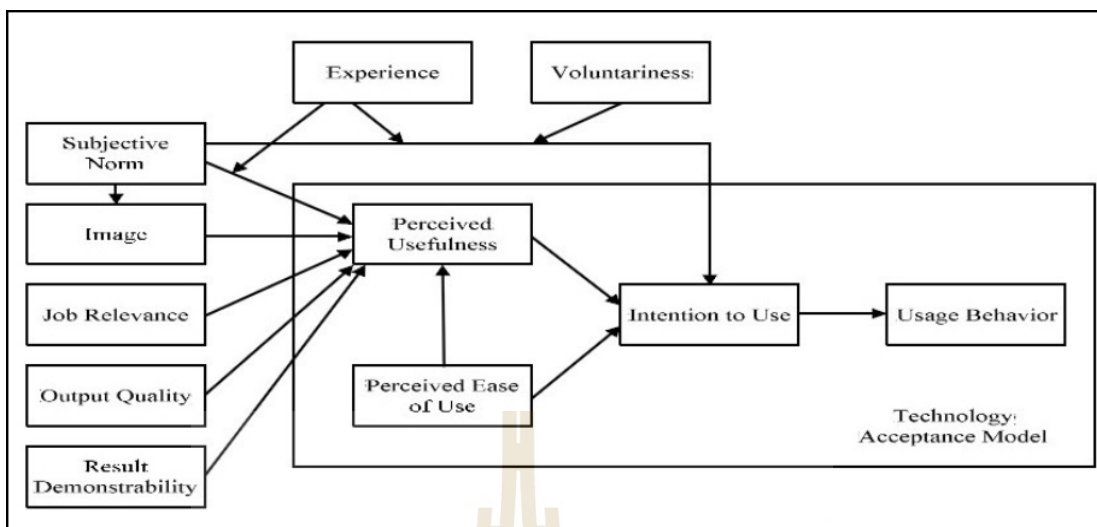 Experience
Voluntariness
Subjective
Norm
Image
Perceived
Usefulness
Job Relevance
Intention to Use
Usage Behavior
Output Quality
Perceived Ease
of Use
Technology
Acceptance Model
Result
Demonstrability